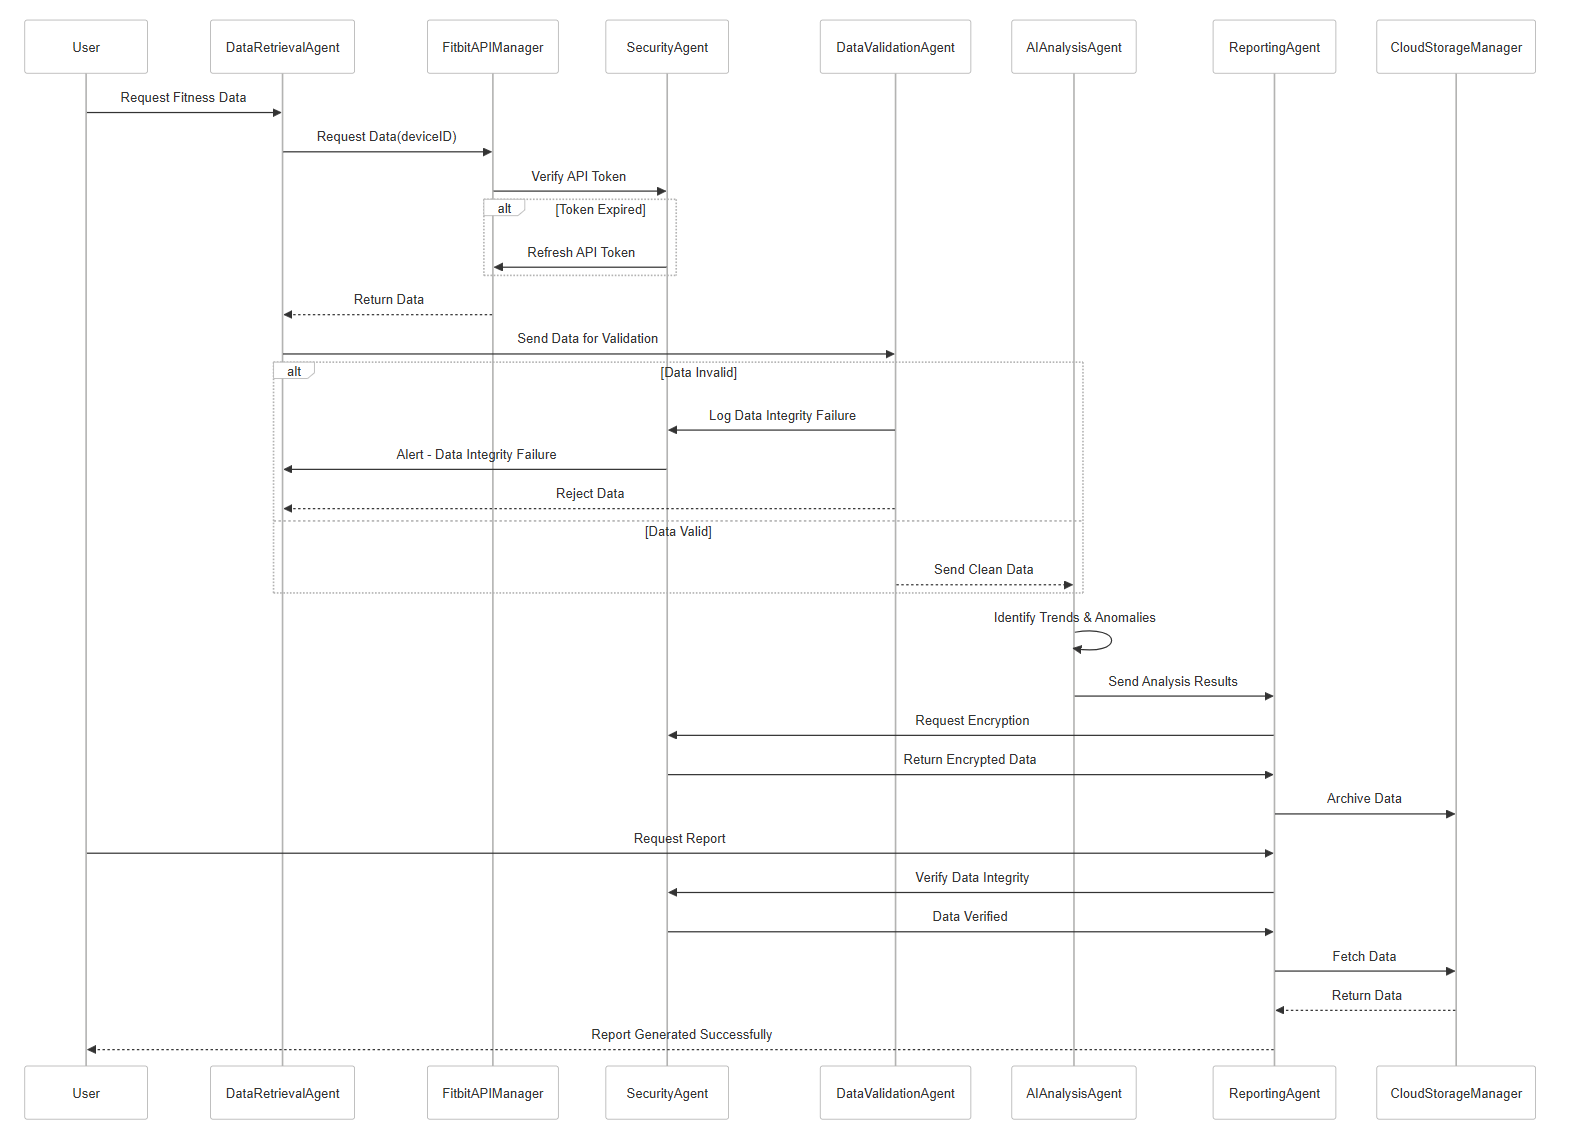 User
DataRetrievalAgent
FitbitAPIManager
SecurityAgent
DataValidationAgent
AIAnalysisAgent
ReportingAgent
CloudStorageManager
Request Fitness Data
Request Data(deviceID)
Verify API Token
alt
[Token Expired]
Refresh API Token
Return Data
Send Data for Validation
alt
[Data Invalid]
Log Data Integrity Failure
Alert - Data Integrity Failure
Reject Data
[Data Valid]
Send Clean Data
Identify Trends & Anomalies
Send Analysis Results
Request Encryption
Return Encrypted Data
Archive Data
Request Report
Verify Data Integrity
Data Verified
Fetch Data
Return Data
Report Generated Successfully
User
DataRetrievalAgent
FitbitAPIManager
SecurityAgent
DataValidationAgent
AIAnalysisAgent
ReportingAgent
CloudStorageManager